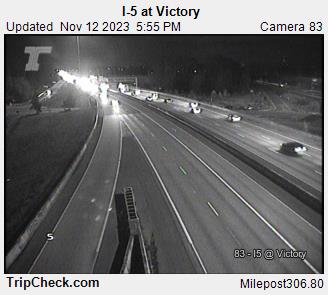 I-5 at Victory
Updated Nov 12 2023 5:55 PM Camera 83
T
S
83 - I5 @ Victory
TripCheck.com Milepost306.80